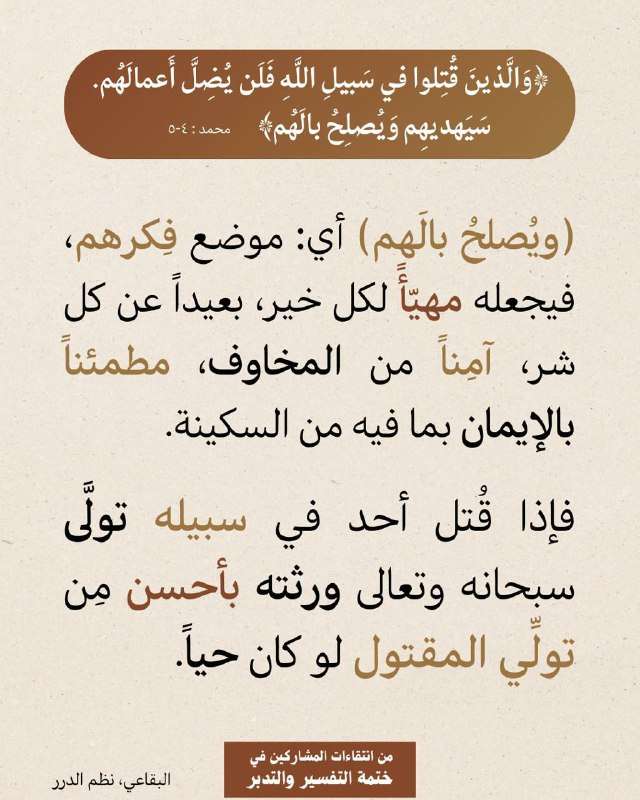 ﴿وَالَّذينَ قُتِلوا في سَبيلِ اللَّهِ فَلَن يُضِلَّ أَعمالَهُم.
سَيَهديهِم وَيُصلِحُ بالَهُم﴾ محمد : ٤-٥
(ويُصلحُ بالَهم) أي: موضع فِكرهم،
فيجعله مهيّأً لكل خير، بعيداً عن كل
شر، آمِناً من المخاوف، مطمئناً
بالإيمان بما فيه من السكينة.
فإذا قُتل أحد في سبيله تولَّى
سبحانه وتعالى ورثته بأحسن مِن
تولِّي المقتول لو كان حياً.
من انتقاءات المشاركين في
ختمة التفسير والتدبر
البقاعي، نظم الدرر